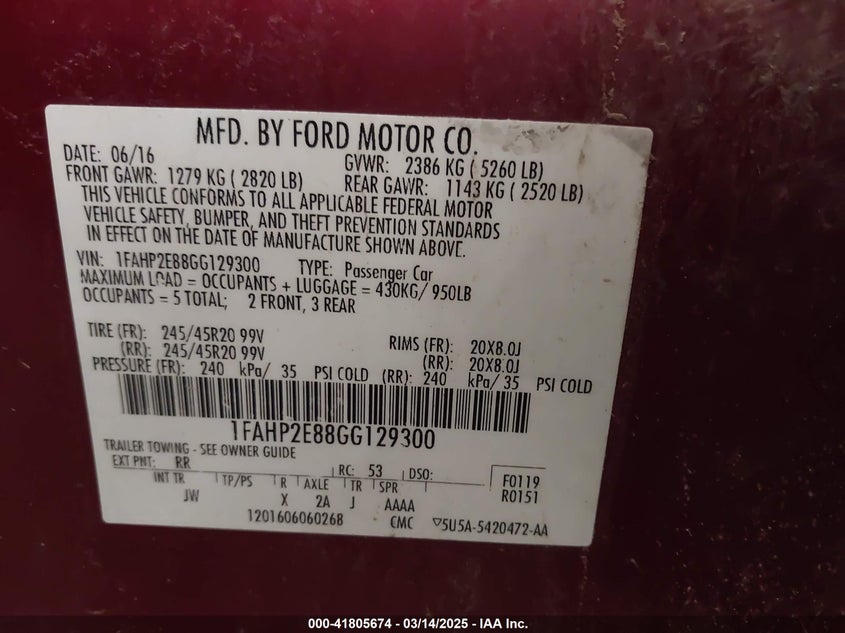 MFD. BY FORD MOTOR CO.
DATE: 06/16 GVWR: 2386 KG ( 5260 LB)
FRONT GAWR: 1279 KG ( 2820 LB) REAR GAWR: 1143 KG ( 2520 LB)
THIS VEHICLE CONFORMS TO ALL APPLICABLE FEDERAL MOTOR
VEHICLE SAFETY, BUMPER, AND THEFT PREVENTION STANDARDS
IN EFFECT ON THE DATE OF MANUFACTURE SHOWN ABOVE.
VIN: 1FAHP2E88GG129300 TYPE: Passenger Car
MAXIMUM LOAD = OCCUPANTS + LUGGAGE = 430KG/ 950LB
OCCUPANTS = 5 TOTAL; 2 FRONT, 3 REAR
TIRE (FR): 245/45R20 99V RIMS (FR): 20X8.0J
(RR): 245/45R20 99V (RR): 20X8.0J
PRESSURE (FR): 240 kPa/ 35 PSI COLD (RR): 240 kPa/ 35 PSI COLD
1FAHP2E88GG129300
TRAILER TOWING - SEE OWNER GUIDE
EXT PNT: RR RC: 53 DSO: F0119
INT TR TP/PS R AXLE TR SPR R0151
JW X 2A J AAAA
120160606026B CMC ▽5U5A-5420472-AA
000-41805674 - 03/14/2025 - IAA Inc.